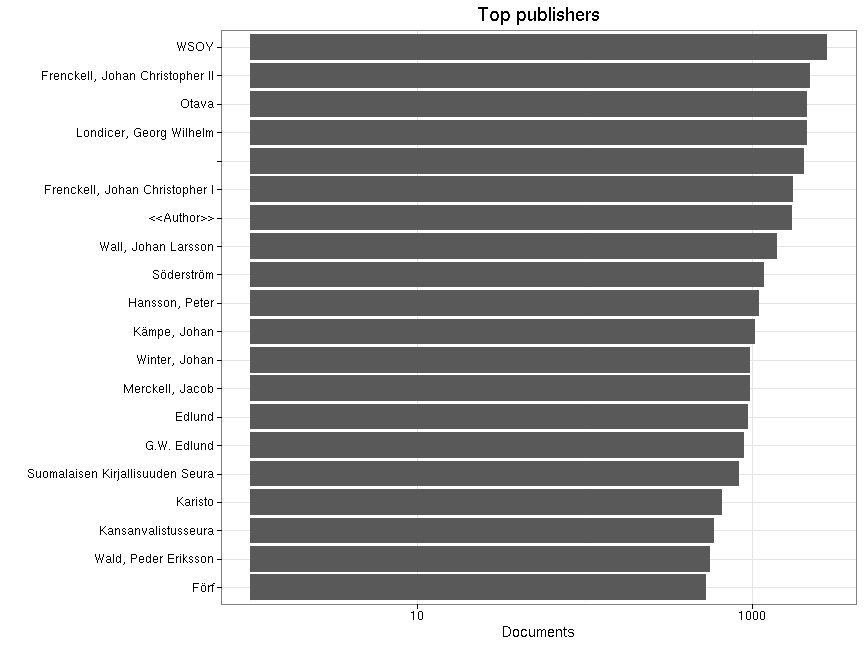 Top publishers
WSOY
Frenckell, Johan Christopher II
Otava
Londicer, Georg Wilhelm
Frenckell, Johan Christopher I
<<Author>>
Wall, Johan Larsson
Söderström
Hansson, Peter
Kämpe, Johan
Winter, Johan
Merckell, Jacob
Edlund
G.W. Edlund
Suomalaisen Kirjallisuuden Seura
Karisto
Kansanvalistusseura
Wald, Peder Eriksson
Förf
10 1000
Documents